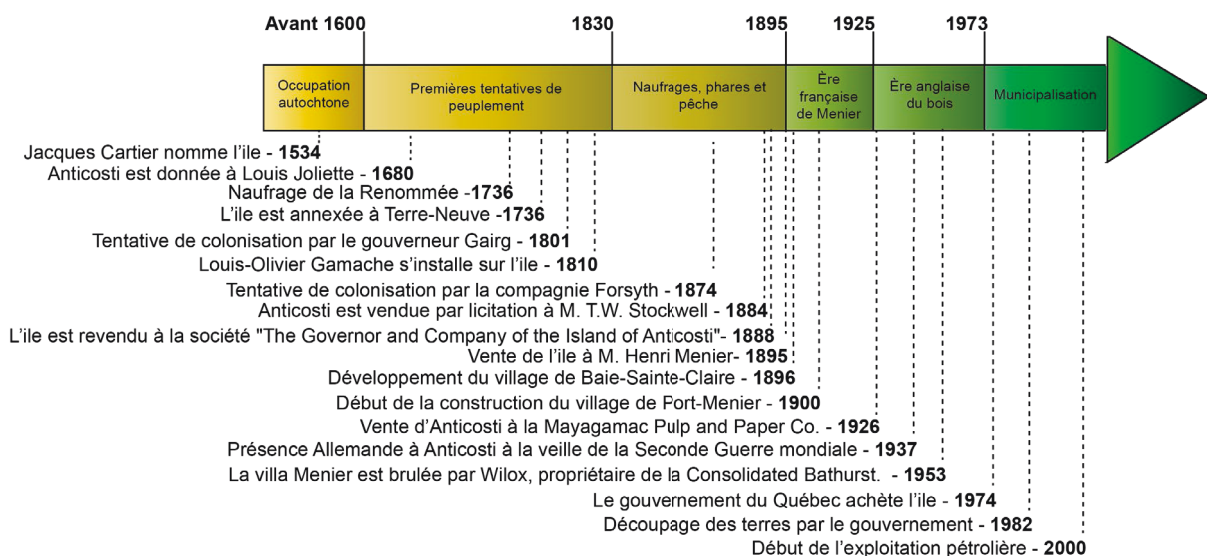 Avant 1600 1830 1895 1925 1973
Occupation
autochtone
Premières tentatives de
peuplement
Naufrages, phares et
pêche
Ère
française
de Menier
Ère anglaise
du bois
Municipalisation
Jacques Cartier nomme l'ile - 1534
Anticosti est donnée à Louis Joliette - 1680
Naufrage de la Renommée -1736
L'ile est annexée à Terre-Neuve -1736
Tentative de colonisation par le gouverneur Gairg - 1801
Louis-Olivier Gamache s'installe sur l'ile - 1810
Tentative de colonisation par la compagnie Forsyth - 1874
Anticosti est vendue par licitation à M. T.W. Stockwell - 1884
L'ile est revendu à la société "The Governor and Company of the Island of Anticosti"- 1888
Vente de l'ile à M. Henri Menier- 1895
Développement du village de Baie-Sainte-Claire - 1896
Début de la construction du village de Port-Menier - 1900
Vente d'Anticosti à la Mayagamac Pulp and Paper Co. - 1926
Présence Allemande à Anticosti à la veille de la Seconde Guerre mondiale - 1937
La villa Menier est brulée par Wilox, propriétaire de la Consolidated Bathurst. - 1953
Le gouvernement du Québec achète l'ile - 1974
Découpage des terres par le gouvernement - 1982
Début de l'exploitation pétrolière - 2000